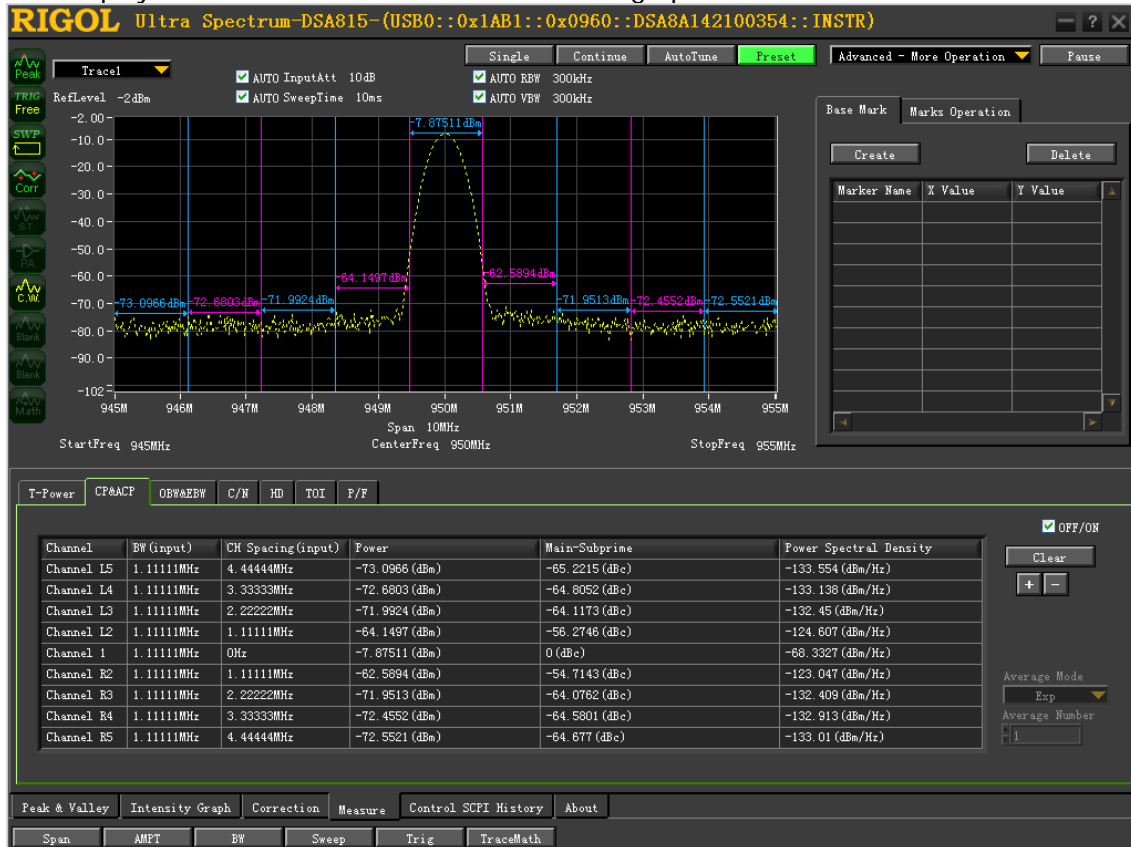 RIGOL Ultra Spectrum-DSA815-(USB0::0x1AB1::0x0960::DSA8A142100354::INSTR)
Peak
TRIG
Free
SWP
Corr
S.T.
PA
C.W.
Blank
Blank
Math
Trace1
Single Continue AutoTune Preset
Advanced - More Operation Pause
AUTO InputAtt 10dB AUTO RBW 300kHz
RefLevel -2dBm AUTO SweepTime 10ms AUTO VBW 300kHz
-2.00
-10.0
-20.0
-30.0
-40.0
-50.0
-60.0
-70.0
-80.0
-90.0
-102
-7.87511dBm
-64.1497dBm -62.5894dBm
-73.0966dBm -72.6803dBm -71.9924dBm -71.9513dBm -72.4552dBm -72.5521dBm
945M 946M 947M 948M 949M 950M 951M 952M 953M 954M 955M
Span 10MHz
StartFreq 945MHz CenterFreq 950MHz StopFreq 955MHz
Base Mark Marks Operation
Create Delete
Marker Name X Value Y Value
T-Power CP&ACP OBW&EBW C/N HD TOI P/F
OFF/ON
Clear
+ -
Average Mode
Exp
Average Number
1
Channel BW(input) CH Spacing(input) Power Main-Subprime Power Spectral Density
Channel L5 1.11111MHz 4.44444MHz -73.0966(dBm) -65.2215(dBc) -133.554(dBm/Hz)
Channel L4 1.11111MHz 3.33333MHz -72.6803(dBm) -64.8052(dBc) -133.138(dBm/Hz)
Channel L3 1.11111MHz 2.22222MHz -71.9924(dBm) -64.1173(dBc) -132.45(dBm/Hz)
Channel L2 1.11111MHz 1.11111MHz -64.1497(dBm) -56.2746(dBc) -124.607(dBm/Hz)
Channel 1 1.11111MHz 0Hz -7.87511(dBm) 0(dBc) -68.3327(dBm/Hz)
Channel R2 1.11111MHz 1.11111MHz -62.5894(dBm) -54.7143(dBc) -123.047(dBm/Hz)
Channel R3 1.11111MHz 2.22222MHz -71.9513(dBm) -64.0762(dBc) -132.409(dBm/Hz)
Channel R4 1.11111MHz 3.33333MHz -72.4552(dBm) -64.5801(dBc) -132.913(dBm/Hz)
Channel R5 1.11111MHz 4.44444MHz -72.5521(dBm) -64.677(dBc) -133.01(dBm/Hz)
Peak & Valley Intensity Graph Correction Measure Control SCPI History About
Span AMPT BW Sweep Trig TraceMath